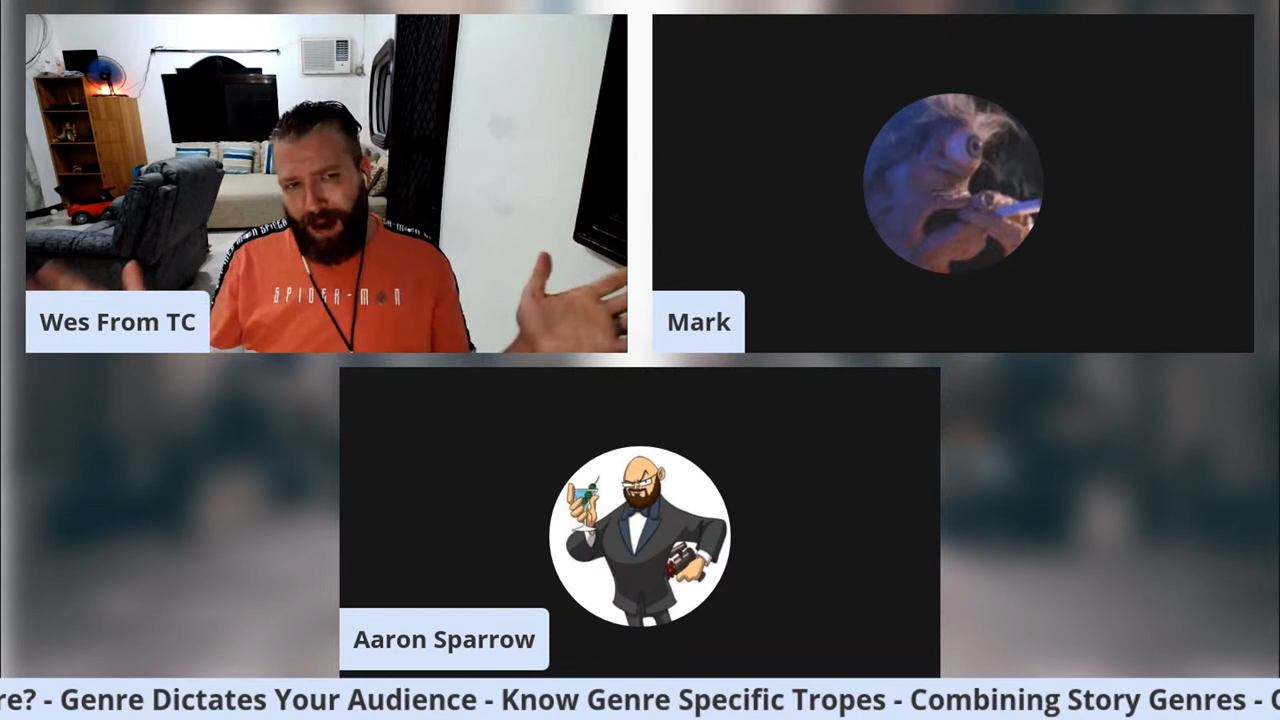 SPIDER-MAN
Wes From TC
Mark
Aaron Sparrow
re? - Genre Dictates Your Audience - Know Genre Specific Tropes - Combining Story Genres -